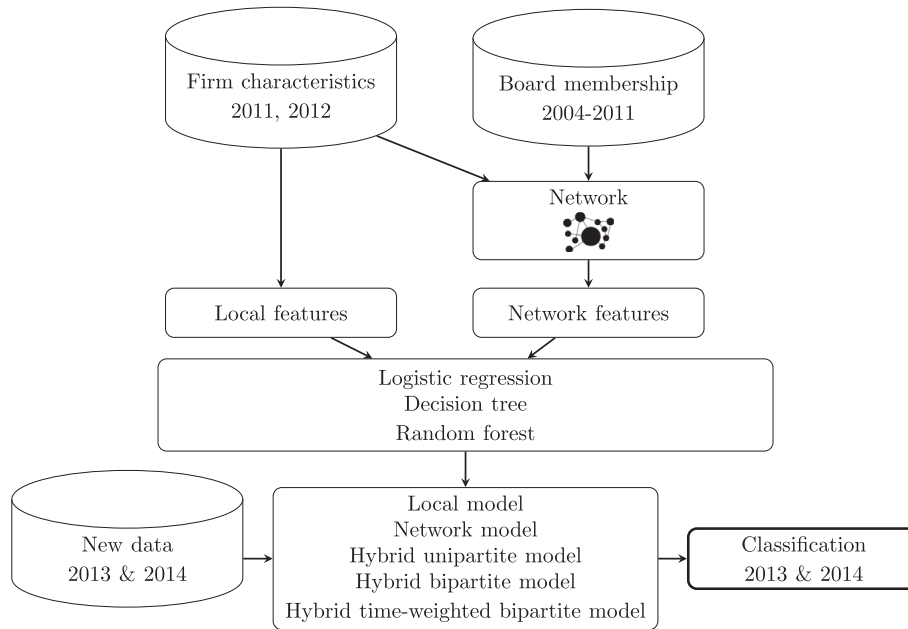 Firm characteristics
2011, 2012
Board membership
2004-2011
Network
Local features
Network features
Logistic regression
Decision tree
Random forest
New data
2013 & 2014
Local model
Network model
Hybrid unipartite model
Hybrid bipartite model
Hybrid time-weighted bipartite model
Classification
2013 & 2014